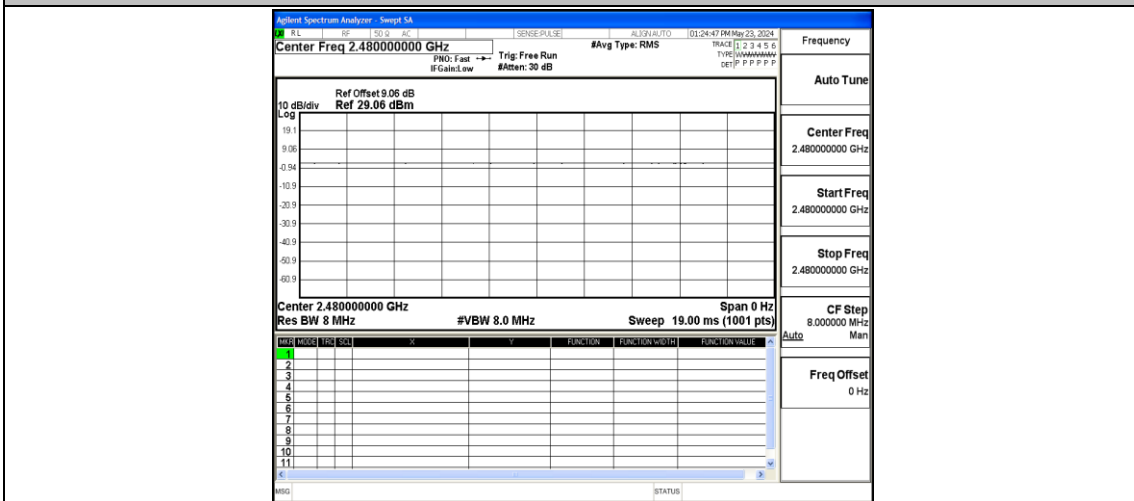 Agilent Spectrum Analyzer - Swept SA
RL RF 50 Ω AC SENSE:PULSE ALIGN AUTO 01:24:47 PM May 23, 2024
Center Freq 2.480000000 GHz #Avg Type: RMS TRACE 1 2 3 4 5 6
PNO: Fast Trig: Free Run TYPE
IFGain:Low #Atten: 30 dB DET P P P P P P
Ref Offset 9.06 dB
10 dB/div Ref 29.06 dBm
Log
19.1
9.06
-0.94
-10.9
-20.9
-30.9
-40.9
-50.9
-60.9
Center 2.480000000 GHz Span 0 Hz
Res BW 8 MHz #VBW 8.0 MHz Sweep 19.00 ms (1001 pts)
MKR MODE TRC SCL X Y FUNCTION FUNCTION WIDTH FUNCTION VALUE
1
2
3
4
5
6
7
8
9
10
11
MSG STATUS
Frequency
Auto Tune
Center Freq
2.480000000 GHz
Start Freq
2.480000000 GHz
Stop Freq
2.480000000 GHz
CF Step
8.000000 MHz
Auto Man
Freq Offset
0 Hz